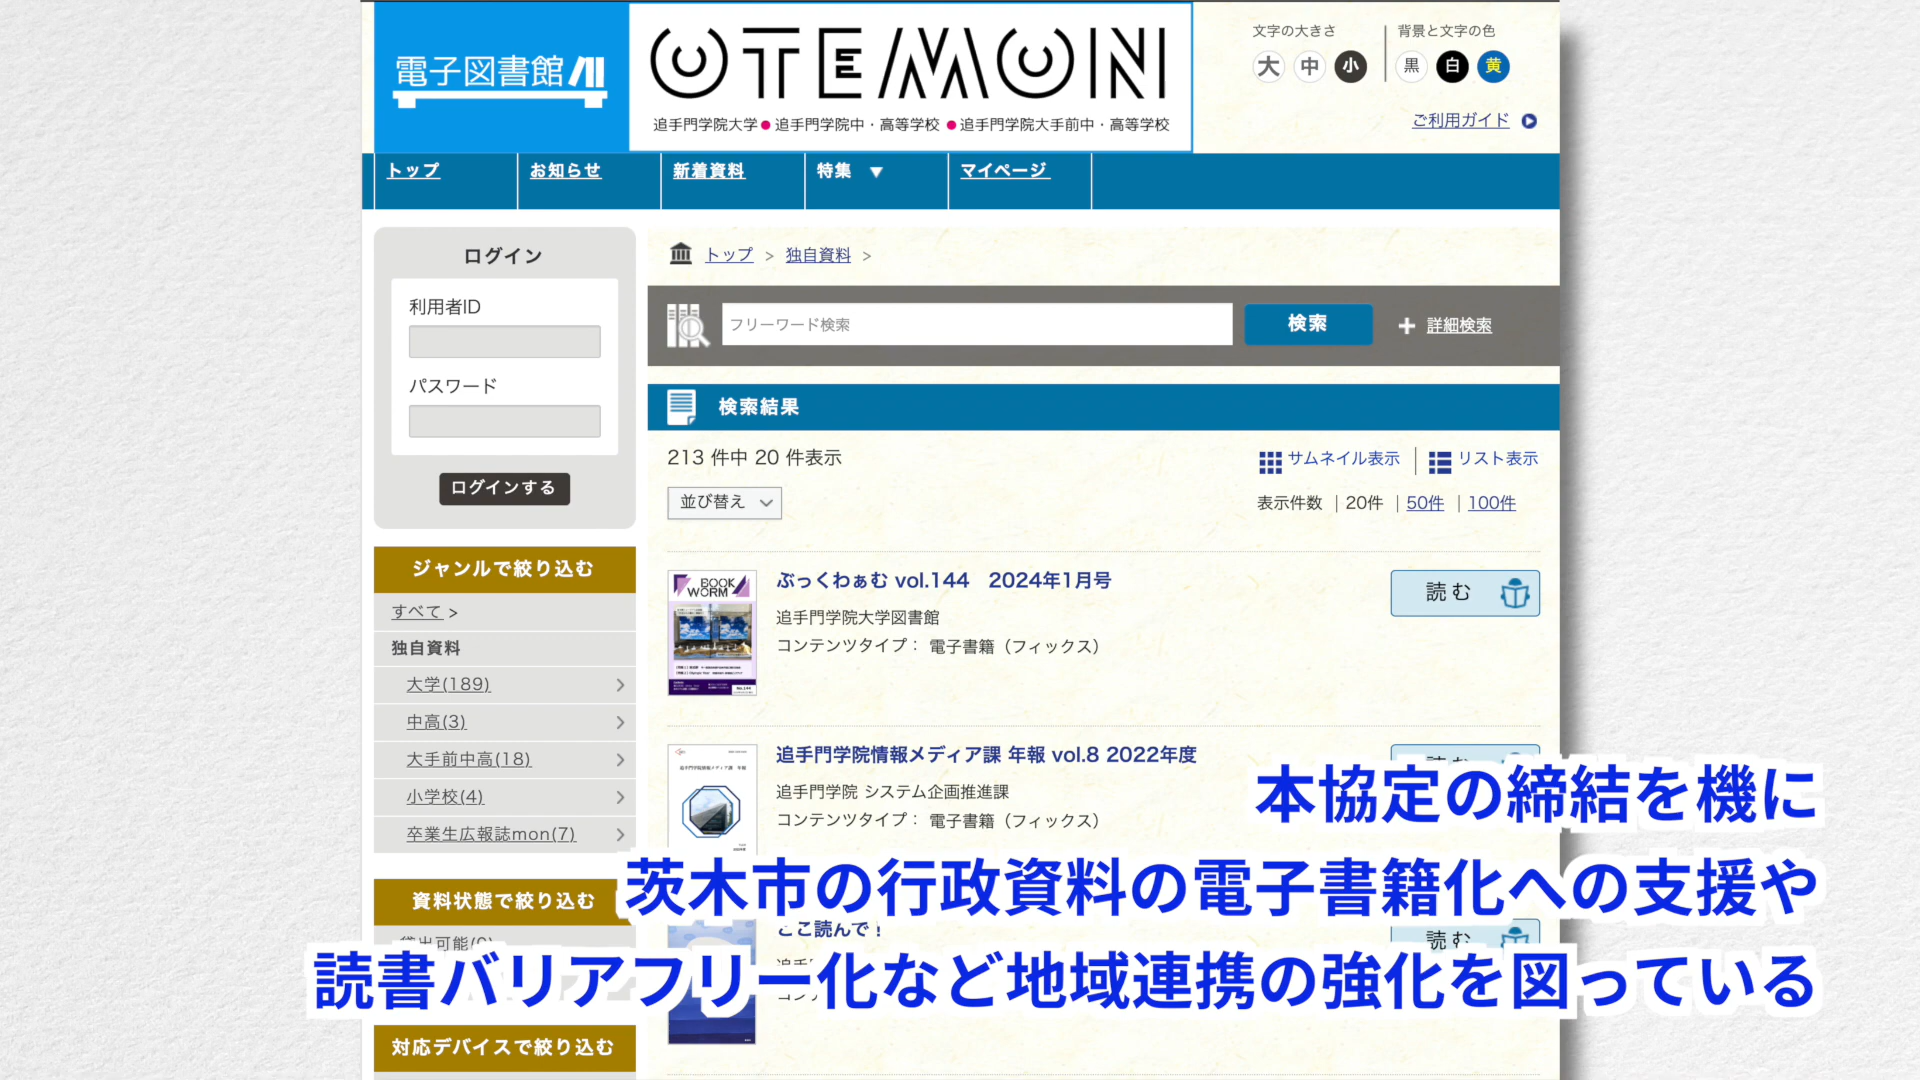 電子図書館
OTEMON
追手門学院大学●追手門学院中・高等学校●追手門学院大手前中・高等学校
文字の大きさ
大 中 小
背景と文字の色
黒 白 黄
ご利用ガイド
トップ
お知らせ
新着資料
特集 ▼
マイページ
ログイン
利用者ID
パスワード
ログインする
トップ > 独自資料 >
フリーワード検索
検索
詳細検索
検索結果
213 件中 20 件表示
サムネイル表示
リスト表示
並び替え
表示件数 |20件 |50件 |100件
ジャンルで絞り込む
すべて >
独自資料
大学(189)
中高(3)
大手前中高(18)
小学校(4)
卒業生広報誌mon(7)
資料状態で絞り込む
対応デバイスで絞り込む
BOOK
WORM
ぶっくわぁむ vol.144 2024年1月号
追手門学院大学図書館
コンテンツタイプ： 電子書籍（フィックス）
読む
追手門学院情報メディア課 年報 vol.8 2022年度
追手門学院 システム企画推進課
コンテンツタイプ： 電子書籍（フィックス）
ここ読んで！
読む
本協定の締結を機に
茨木市の行政資料の電子書籍化への支援や
読書バリアフリー化など地域連携の強化を図っている